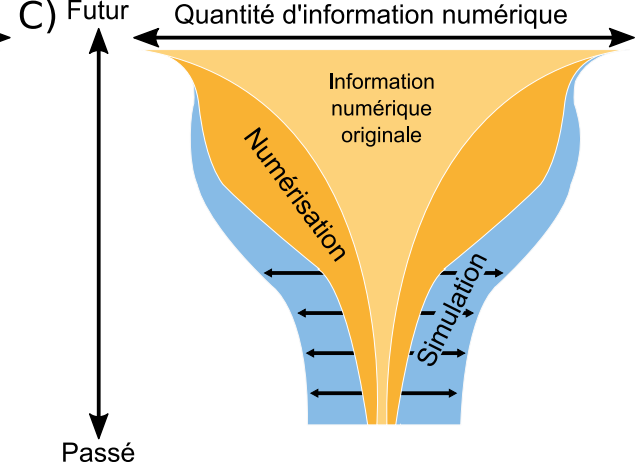 C) Futur
Quantité d'information numérique
Information
numérique
originale
Numérisation
Simulation
Passé